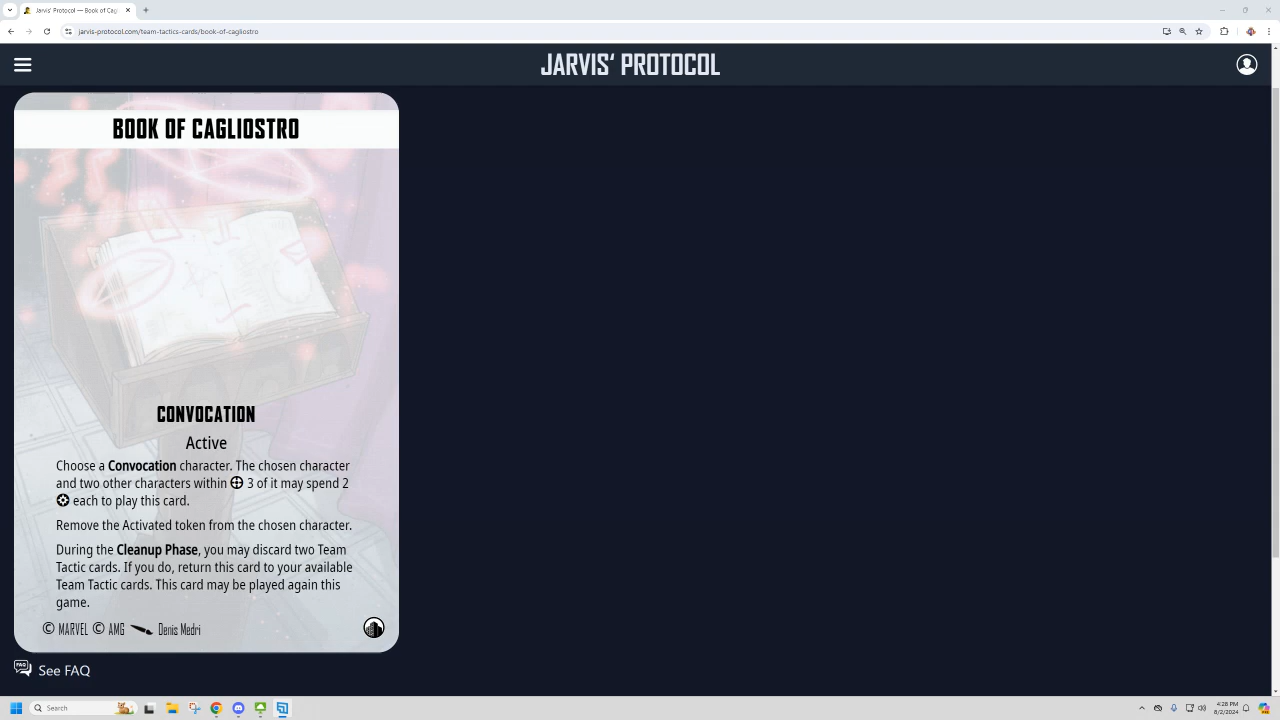 Jarvis' Protocol — Book of Cag
jarvis-protocol.com/team-tactics-cards/book-of-cagliostro
JARVIS' PROTOCOL
BOOK OF CAGLIOSTRO
CONVOCATION
Active
Choose a Convocation character. The chosen character
and two other characters within 3 of it may spend 2
each to play this card.
Remove the Activated token from the chosen character.
During the Cleanup Phase, you may discard two Team
Tactic cards. If you do, return this card to your available
Team Tactic cards. This card may be played again this
game.
© MARVEL © AMG Denis Medri
FAQ See FAQ
Search
4:26 PM
8/2/2024